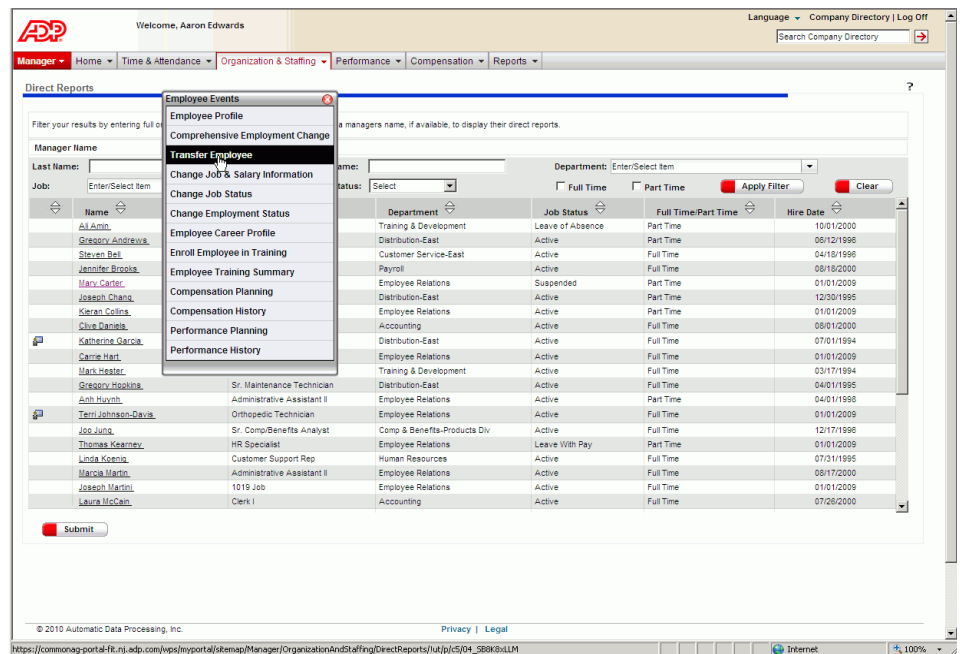 Language Company Directory | Log Off
ADP Welcome, Aaron Edwards
Search Company Directory
Manager Home Time & Attendance Organization & Staffing Performance Compensation Reports
Direct Reports ?
Employee Events
Filter your results by entering full or a managers name, if available, to display their direct reports.
Employee Profile
Comprehensive Employment Change
Transfer Employee
Change Job & Salary Information
Change Job Status
Change Employment Status
Employee Career Profile
Enroll Employee in Training
Employee Training Summary
Compensation Planning
Compensation History
Performance Planning
Performance History
Manager Name
Last Name: ame: Department: Enter/Select Item
Job: Enter/Select Item tatus: Select Full Time Part Time Apply Filter Clear
Name Department Job Status Full Time/Part Time Hire Date
Ali Amin Training & Development Leave of Absence Part Time 10/01/2000
Gregory Andrews Distribution-East Active Part Time 06/12/1996
Steven Bell Customer Service-East Active Full Time 04/18/1996
Jennifer Brooks Payroll Active Full Time 08/18/2000
Mary Carter Employee Relations Suspended Part Time 01/01/2009
Joseph Chang Distribution-East Active Part Time 12/30/1995
Kieran Collins Employee Relations Active Part Time 01/01/2009
Clive Daniels Accounting Active Full Time 08/01/2000
Katherine Garcia Distribution-East Active Full Time 07/01/1994
Carrie Hart Employee Relations Active Full Time 01/01/2009
Mark Hester Training & Development Active Full Time 03/17/1994
Gregory Hopkins Sr. Maintenance Technician Distribution-East Active Full Time 04/01/1995
Anh Huynh Administrative Assistant II Employee Relations Active Part Time 04/01/1998
Terri Johnson-Davis Orthopedic Technician Employee Relations Active Full Time 01/01/2009
Joo Jung Sr. Comp/Benefits Analyst Comp & Benefits-Products Div Active Full Time 12/17/1996
Thomas Kearney HR Specialist Employee Relations Leave With Pay Part Time 01/01/2009
Linda Koenig Customer Support Rep Human Resources Active Full Time 07/31/1995
Marcia Martin Administrative Assistant II Employee Relations Active Full Time 08/17/2000
Joseph Martini 1019 Job Employee Relations Active Full Time 01/01/2009
Laura McCain Clerk I Accounting Active Full Time 07/26/2000
Submit
© 2010 Automatic Data Processing, Inc. Privacy | Legal
https://commonag-portal-fit.nj.adp.com/wps/myportal/sitemap/Manager/OrganizationAndStaffing/DirectReports/!ut/p/c5/04_SB8K8xLLM Internet 100%